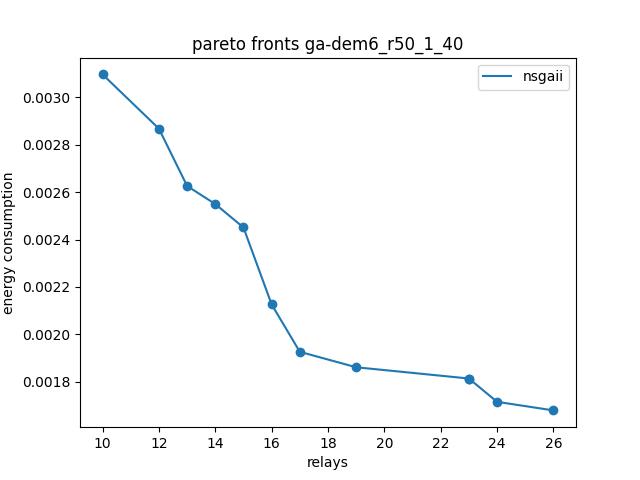 pareto fronts ga-dem6_r50_1_40
nsgaii
0.0030
0.0028
0.0026
0.0024
0.0022
0.0020
0.0018
energy consumption
10 12 14 16 18 20 22 24 26
relays